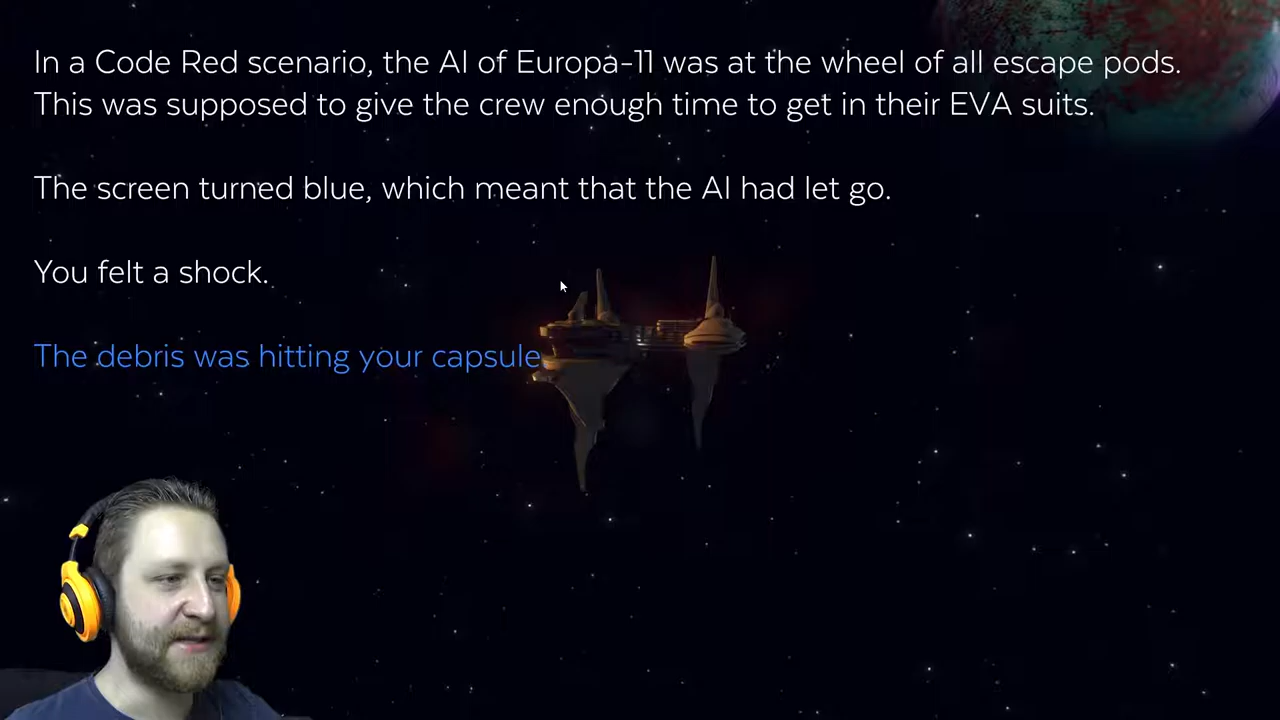 In a Code Red scenario, the AI of Europa-11 was at the wheel of all escape pods.
This was supposed to give the crew enough time to get in their EVA suits.
The screen turned blue, which meant that the AI had let go.
You felt a shock.
The debris was hitting your capsule